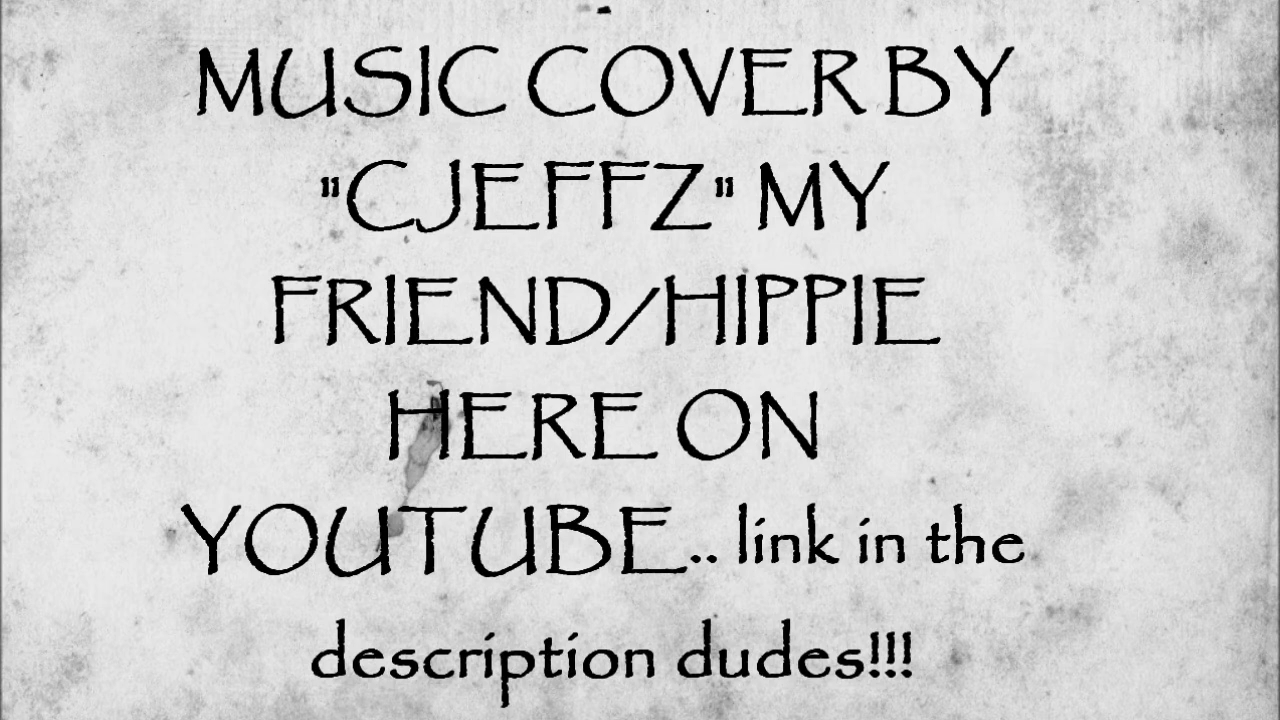 MUSIC COVER BY
"CJEFFZ" MY
FRIEND/HIPPIE
HERE ON
YOUTUBE.. link in the
description dudes!!!